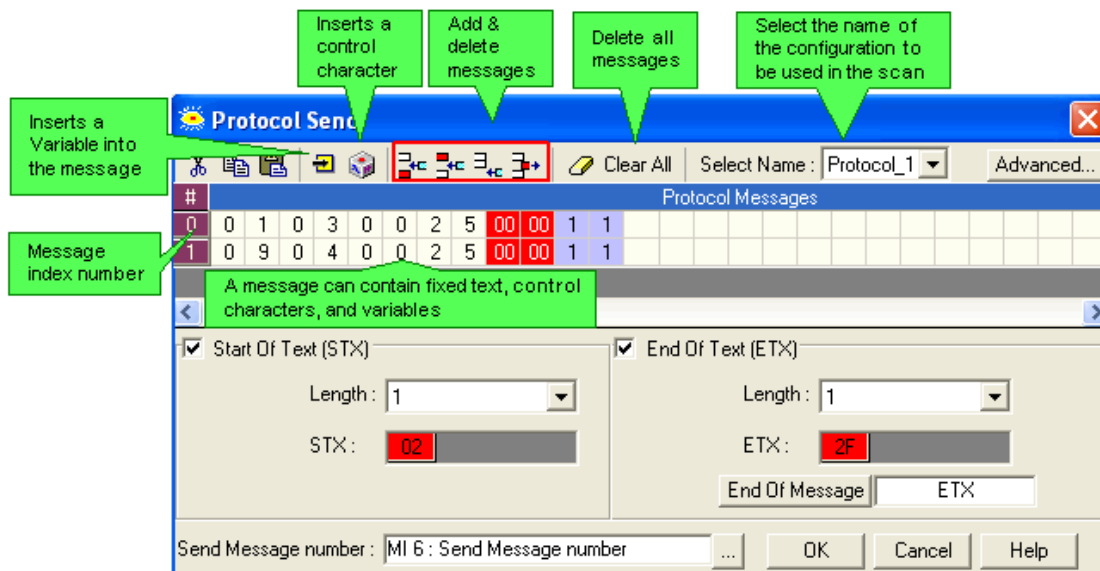 Inserts a
control
character
Add &
delete
messages
Delete all
messages
Select the name of
the configuration to
be used in the scan
Inserts a
Variable into
the message
Protocol Send
Clear All
Select Name :
Protocol_1
Advanced...
#
Protocol Messages
0 0 1 0 3 0 0 2 5 00 00 1 1
1 0 9 0 4 0 0 2 5 00 00 1 1
Message
index number
A message can contain fixed text, control
characters, and variables
Start Of Text (STX)
Length : 1
STX : 02
End Of Text (ETX)
Length : 1
ETX : 2F
End Of Message ETX
Send Message number : MI 6 : Send Message number ... OK Cancel Help